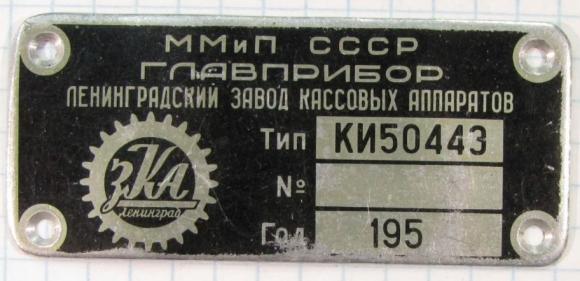 ММиП СССР
ГЛАВПРИБОР
ЛЕНИНГРАДСКИЙ ЗАВОД КАССОВЫХ АППАРАТОВ
Тип КИ50443
№
Год 195
ЗКА
Ленинград